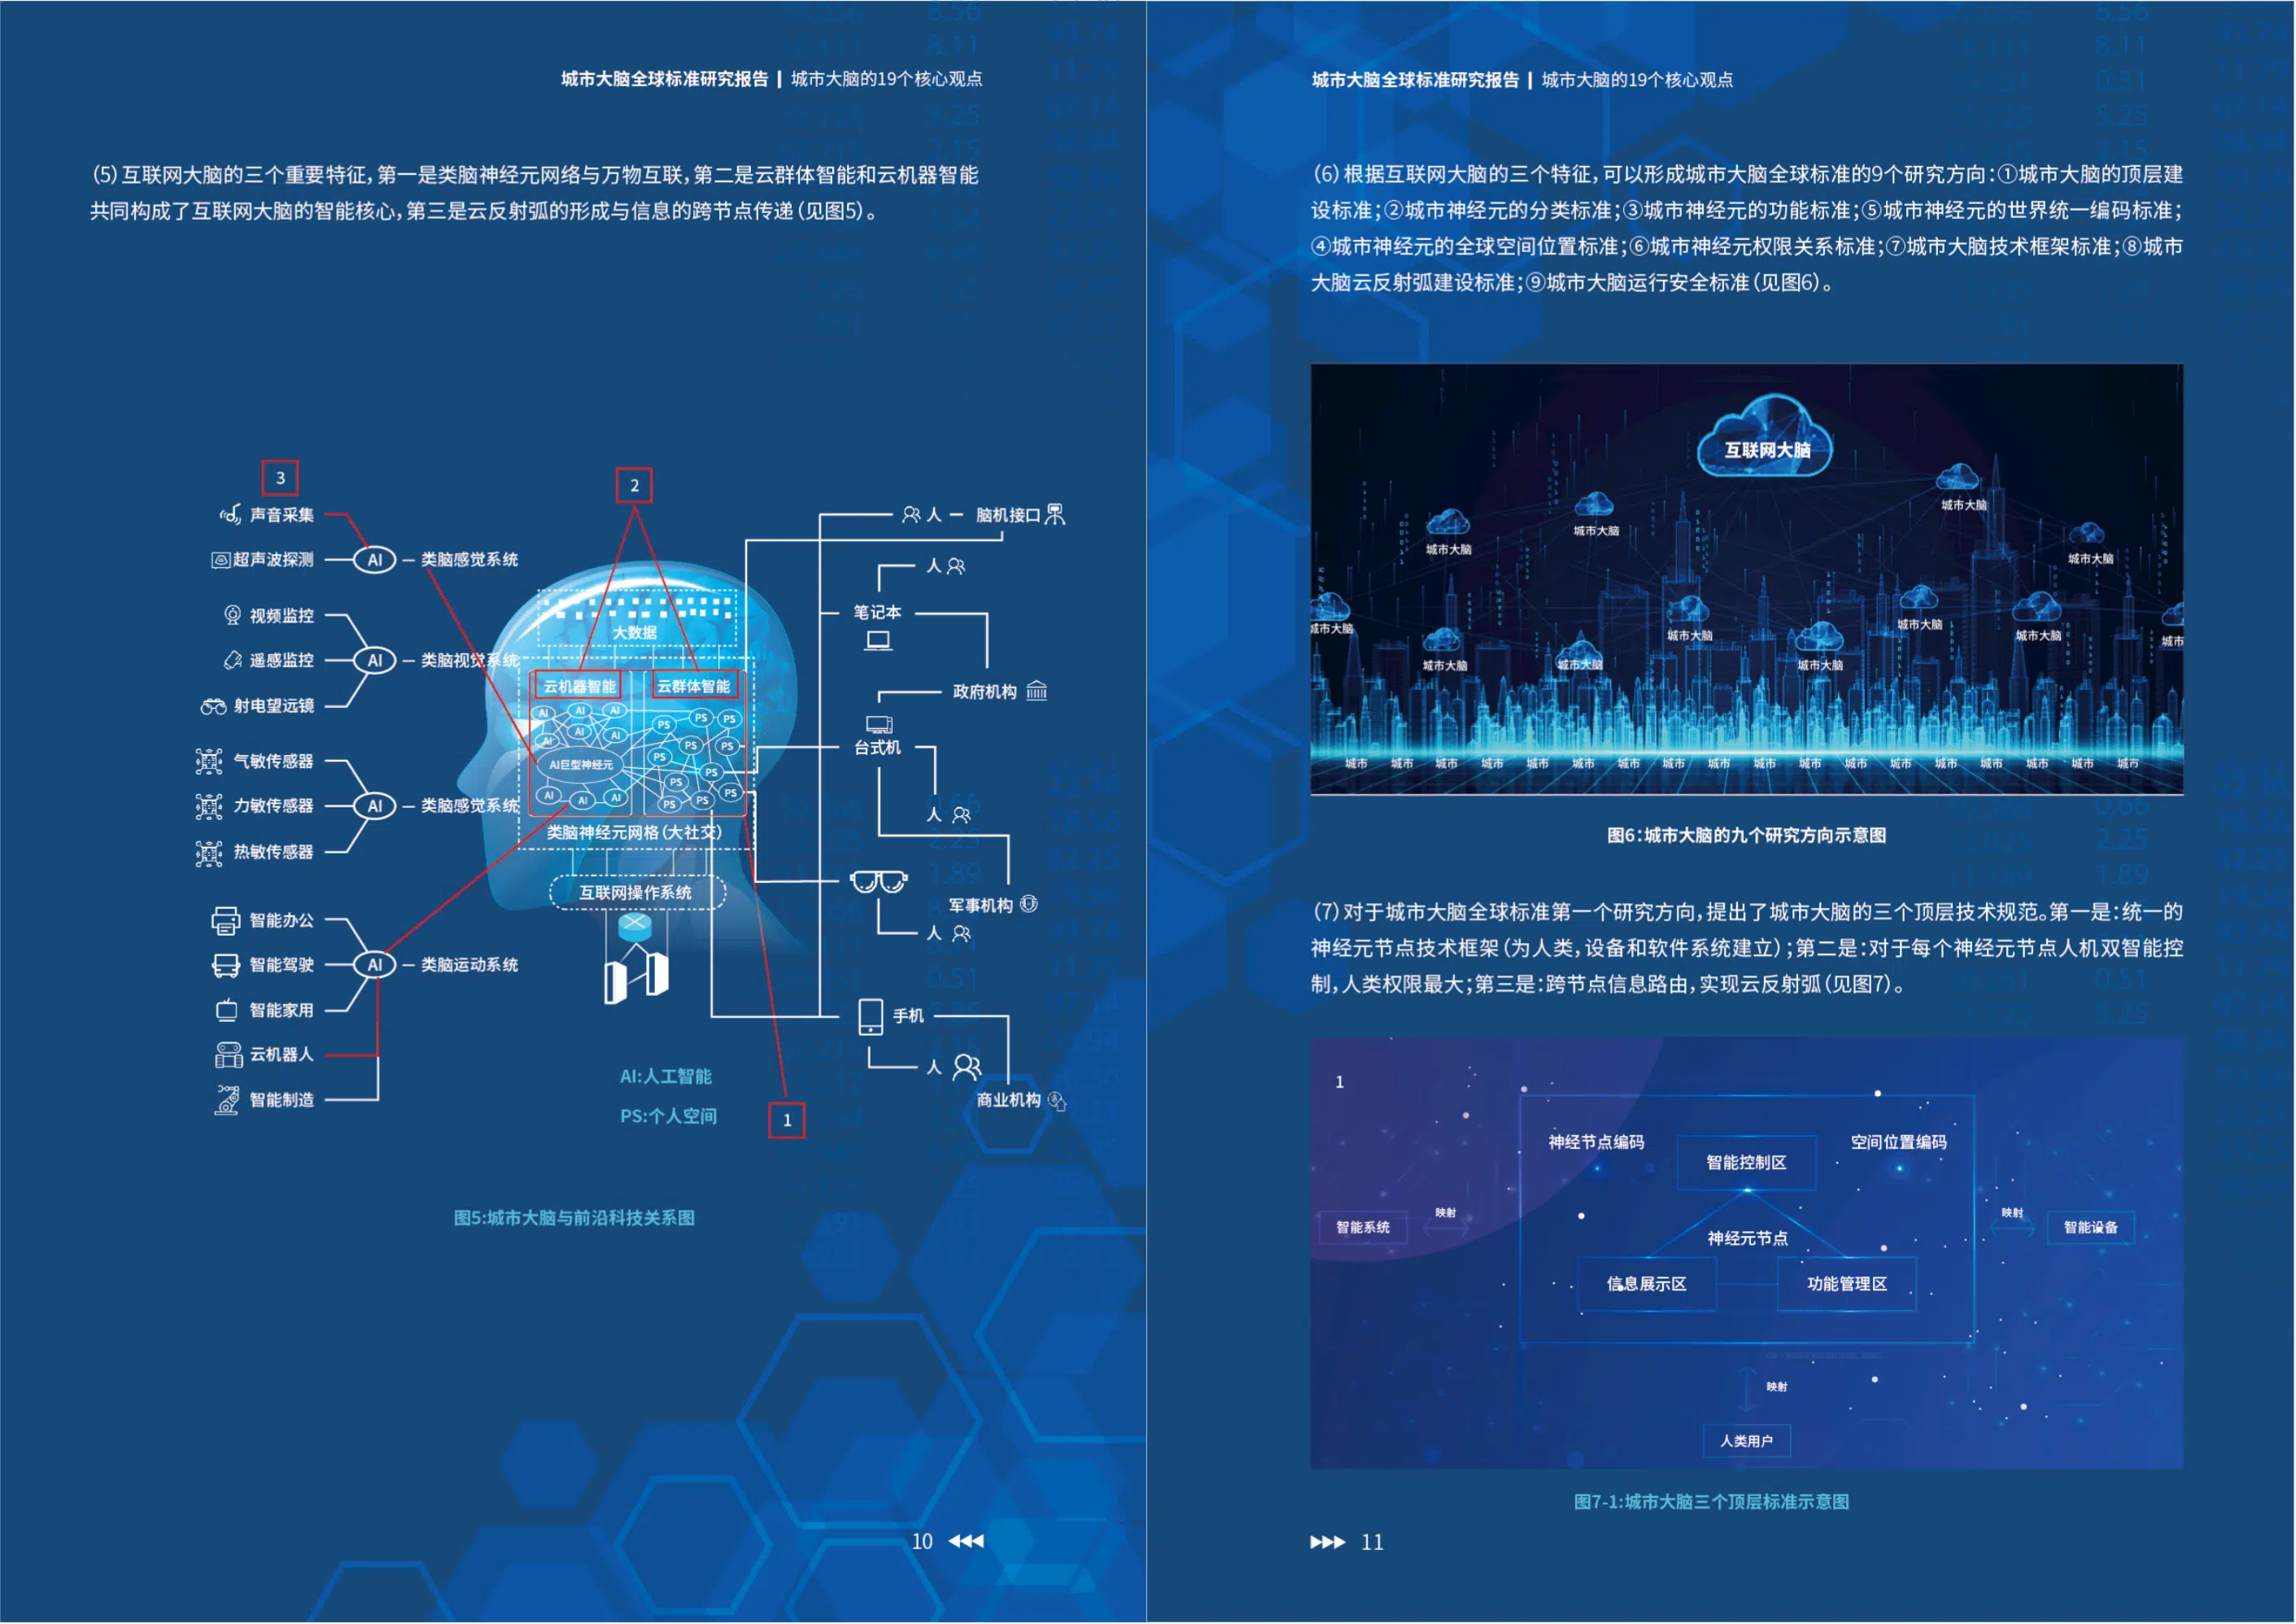 城市大脑全球标准研究报告 | 城市大脑的19个核心观点
(5)互联网大脑的三个重要特征,第一是类脑神经元网络与万物互联,第二是云群体智能和云机器智能
共同构成了互联网大脑的智能核心,第三是云反射弧的形成与信息的跨节点传递(见图5)。
3
2
声音采集
超声波探测
AI
类脑感觉系统
视频监控
遥感监控
AI
类脑视觉系统
射电望远镜
气敏传感器
力敏传感器
AI
类脑感觉系统
热敏传感器
智能办公
智能驾驶
AI
类脑运动系统
智能家用
云机器人
智能制造
大数据
云机器智能
云群体智能
AI
AI
AI
AI
AI
AI
AI巨型神经元
AI
AI
AI
PS
PS
PS
PS
PS
PS
PS
PS
PS
PS
PS
类脑神经元网格(大社交)
互联网操作系统
人
脑机接口
人
笔记本
政府机构
台式机
人
军事机构
人
手机
人
商业机构
AI:人工智能
PS:个人空间
1
图5:城市大脑与前沿科技关系图
10
城市大脑全球标准研究报告 | 城市大脑的19个核心观点
(6)根据互联网大脑的三个特征,可以形成城市大脑全球标准的9个研究方向:①城市大脑的顶层建
设标准;②城市神经元的分类标准;③城市神经元的功能标准;⑤城市神经元的世界统一编码标准;
④城市神经元的全球空间位置标准;⑥城市神经元权限关系标准;⑦城市大脑技术框架标准;⑧城市
大脑云反射弧建设标准;⑨城市大脑运行安全标准(见图6)。
互联网大脑
城市大脑
城市大脑
城市大脑
城市大脑
城市大脑
城市大脑
城市大脑
城市大脑
城市大脑
城市
城市大脑
城市大脑
城市大脑
城市 城市 城市 城市 城市 城市 城市 城市 城市 城市 城市 城市 城市 城市 城市 城市 城市 城市
图6:城市大脑的九个研究方向示意图
(7)对于城市大脑全球标准第一个研究方向,提出了城市大脑的三个顶层技术规范。第一是:统一的
神经元节点技术框架(为人类,设备和软件系统建立);第二是:对于每个神经元节点人机双智能控
制,人类权限最大;第三是:跨节点信息路由,实现云反射弧(见图7)。
1
神经节点编码
空间位置编码
智能控制区
智能系统
映射
映射
智能设备
神经元节点
信息展示区
功能管理区
映射
人类用户
图7-1:城市大脑三个顶层标准示意图
11